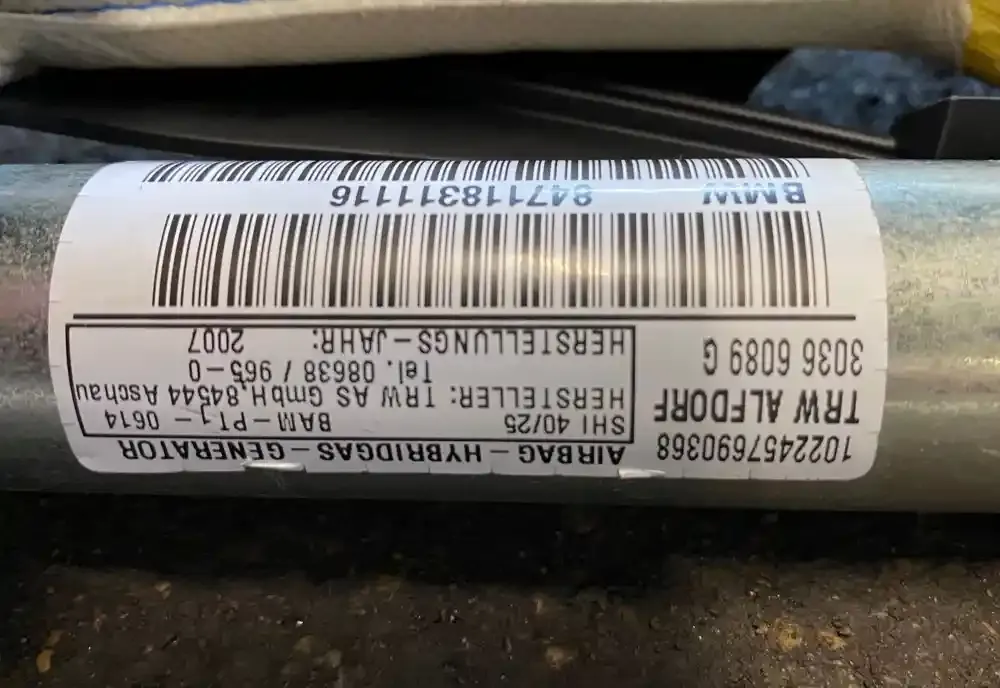 1022457690368 AIRBAG-HYBRIDGAS-GENERATOR
TRW ALFDORF
3036 6089 G
SHI 40/25 BAM-PT1-0614
HERSTELLER: TRW AS GmbH,84544 Aschau
Tel. 08638 / 965-0
HERSTELLUNGS-JAHR: 2007
BMW 847118311116